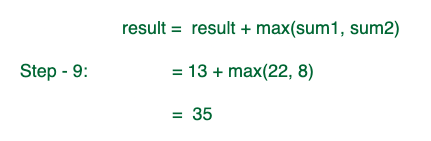 result = result + max(sum1, sum2)
Step - 9: = 13 + max(22, 8)
= 35